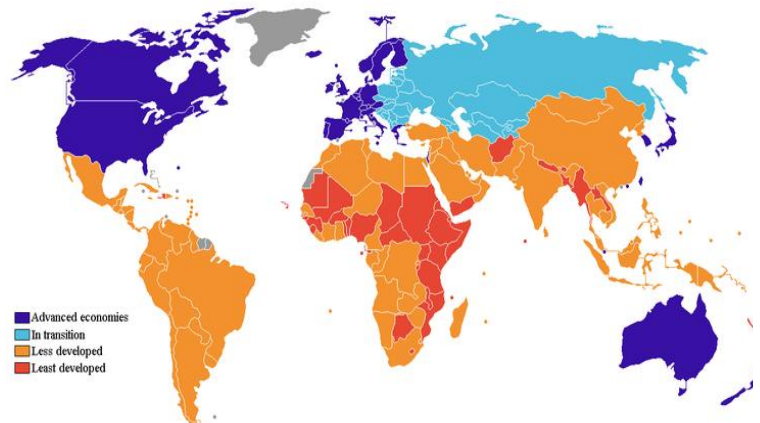 Advanced economies
In transition
Less developed
Least developed